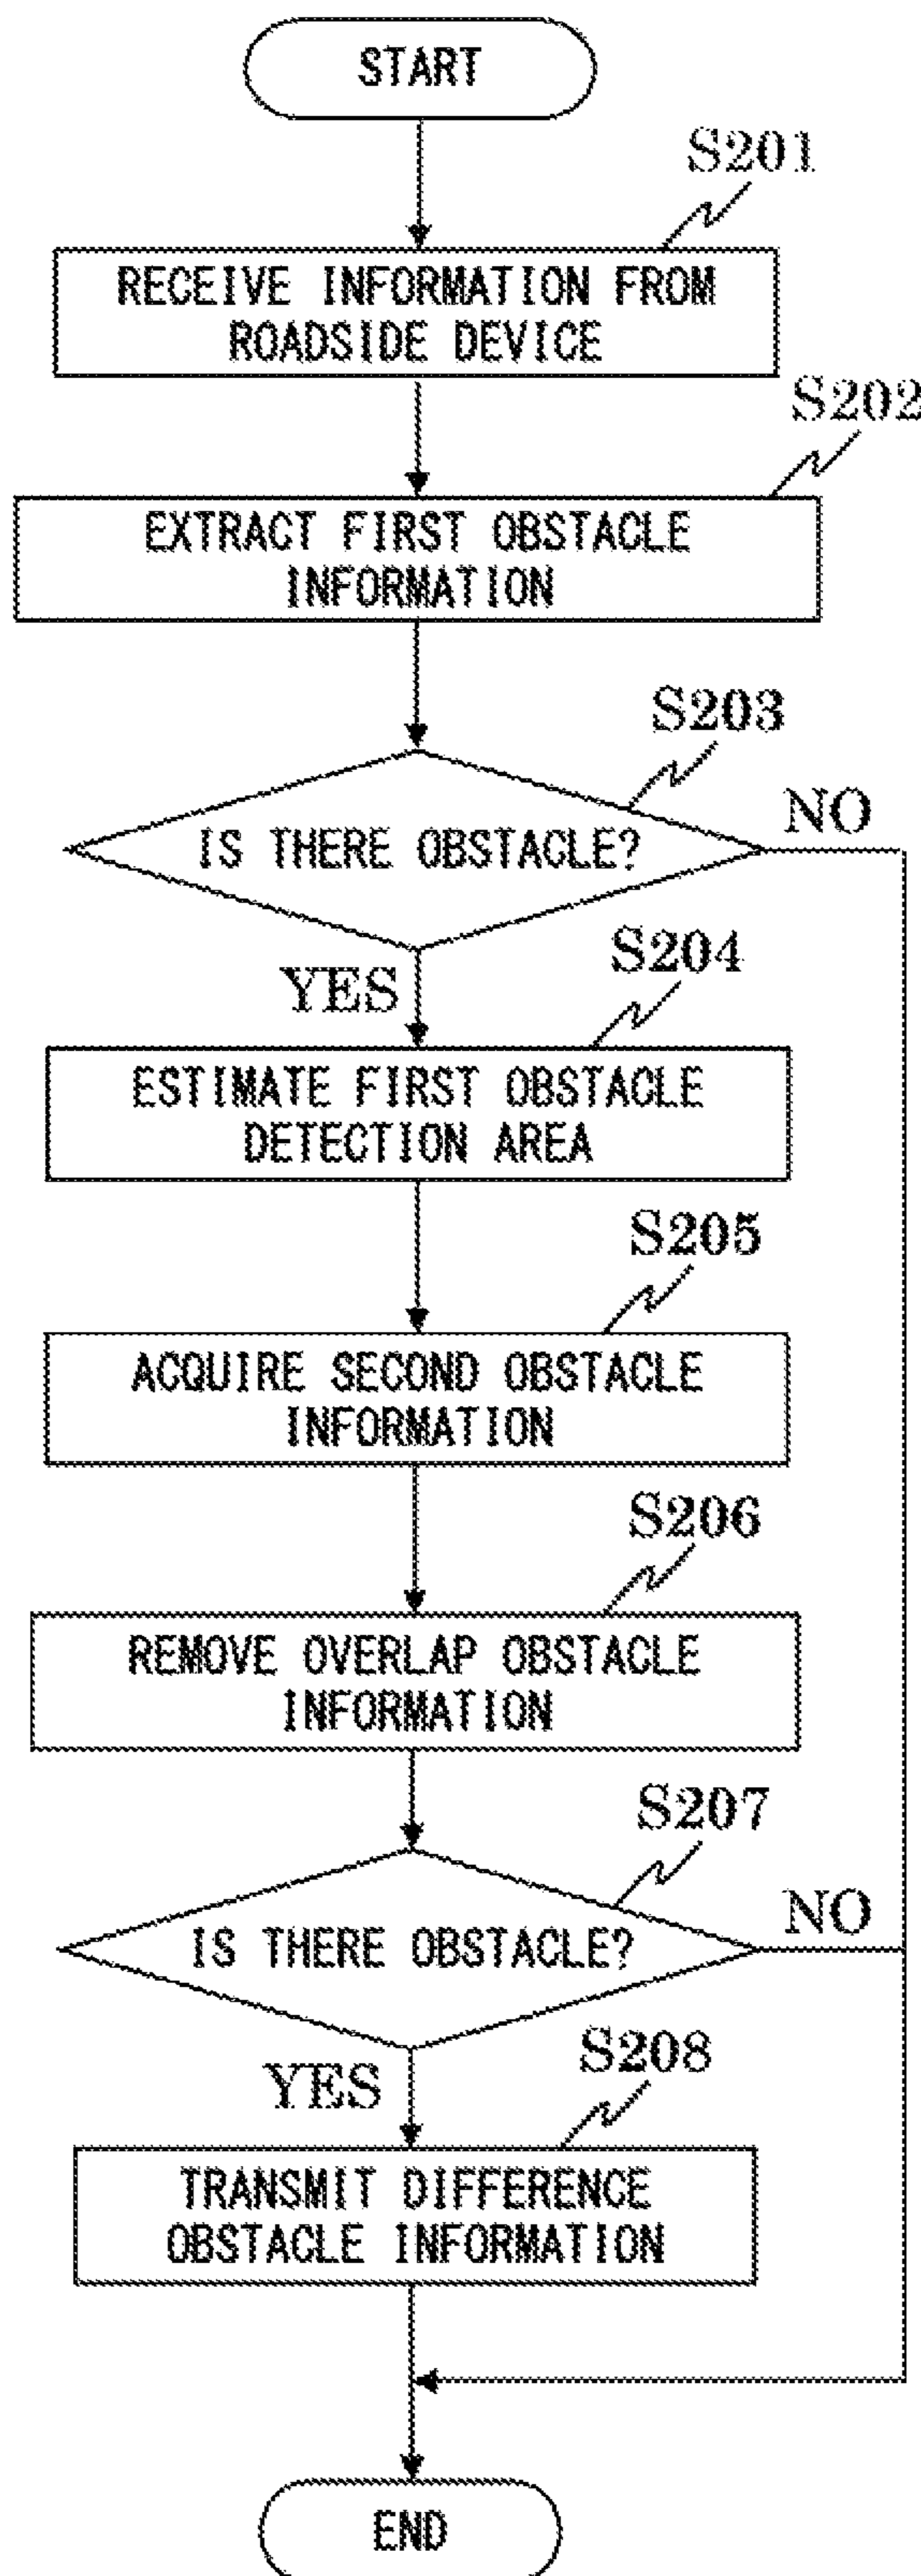 START
S201
RECEIVE INFORMATION FROM
ROADSIDE DEVICE
S202
EXTRACT FIRST OBSTACLE
INFORMATION
S203
IS THERE OBSTACLE?
NO
YES
S204
ESTIMATE FIRST OBSTACLE
DETECTION AREA
S205
ACQUIRE SECOND OBSTACLE
INFORMATION
S206
REMOVE OVERLAP OBSTACLE
INFORMATION
S207
IS THERE OBSTACLE?
NO
YES
S208
TRANSMIT DIFFERENCE
OBSTACLE INFORMATION
END